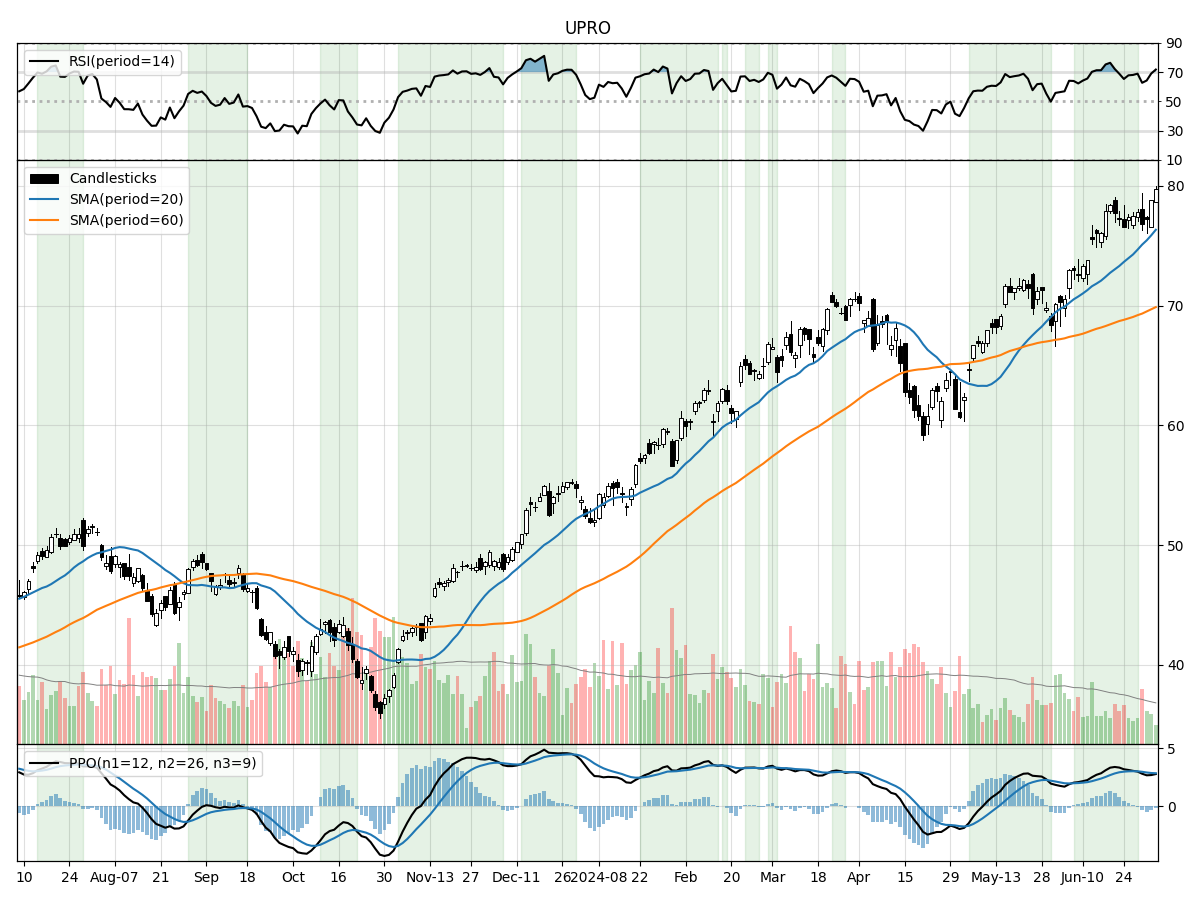 UPRO
RSI(period=14)
90
70
50
30
10
Candlesticks
SMA(period=20)
SMA(period=60)
80
70
60
50
40
PPO(n1=12, n2=26, n3=9)
5
0
10 24 Aug-07 21 Sep 18 Oct 16 30 Nov-13 27 Dec-11 26 2024-08 22 Feb 20 Mar 18 Apr 15 29 May-13 28 Jun-10 24